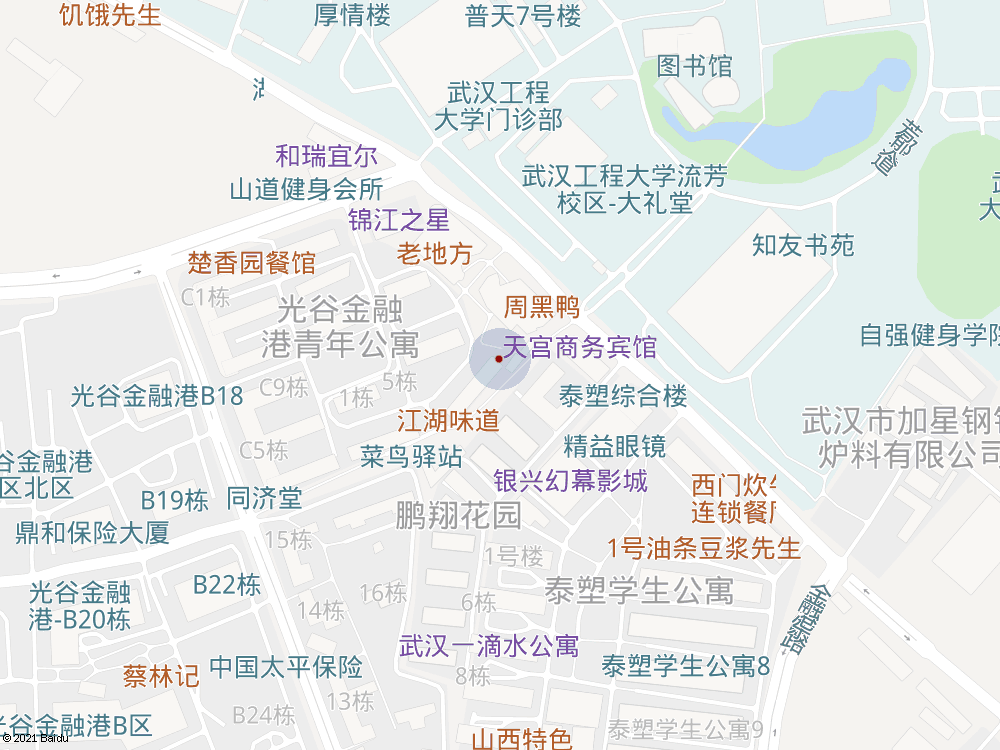 饥饿先生
厚情楼
普天7号楼
图书馆
武汉工程
大学门诊部
茅郎道
和瑞宜尔
山道健身会所
武汉工程大学流芳
校区-大礼堂
锦江之星
老地方
知友书苑
楚香园餐馆
C1栋
光谷金融
港青年公寓
周黑鸭
自强健身学院
天宫商务宾馆
C9栋
5栋
1栋
光谷金融港B18
泰塑综合楼
江湖味道
武汉市加星钢铁
炉料有限公司
C5栋
菜鸟驿站
精益眼镜
谷金融港
区北区
银兴幻幕影城
B19栋
同济堂
西门炊牛
连锁餐厅
鹏翔花园
鼎和保险大厦
15栋
1号楼
1号油条豆浆先生
B22栋
光谷金融
港-B20栋
16栋
6栋
泰塑学生公寓
14栋
金融港路
武汉一滴水公寓
中国太平保险
蔡林记
8栋
泰塑学生公寓8
13栋
B24栋
光谷金融港B区
泰塑学生公寓9
山西特色
© 2021 Baidu